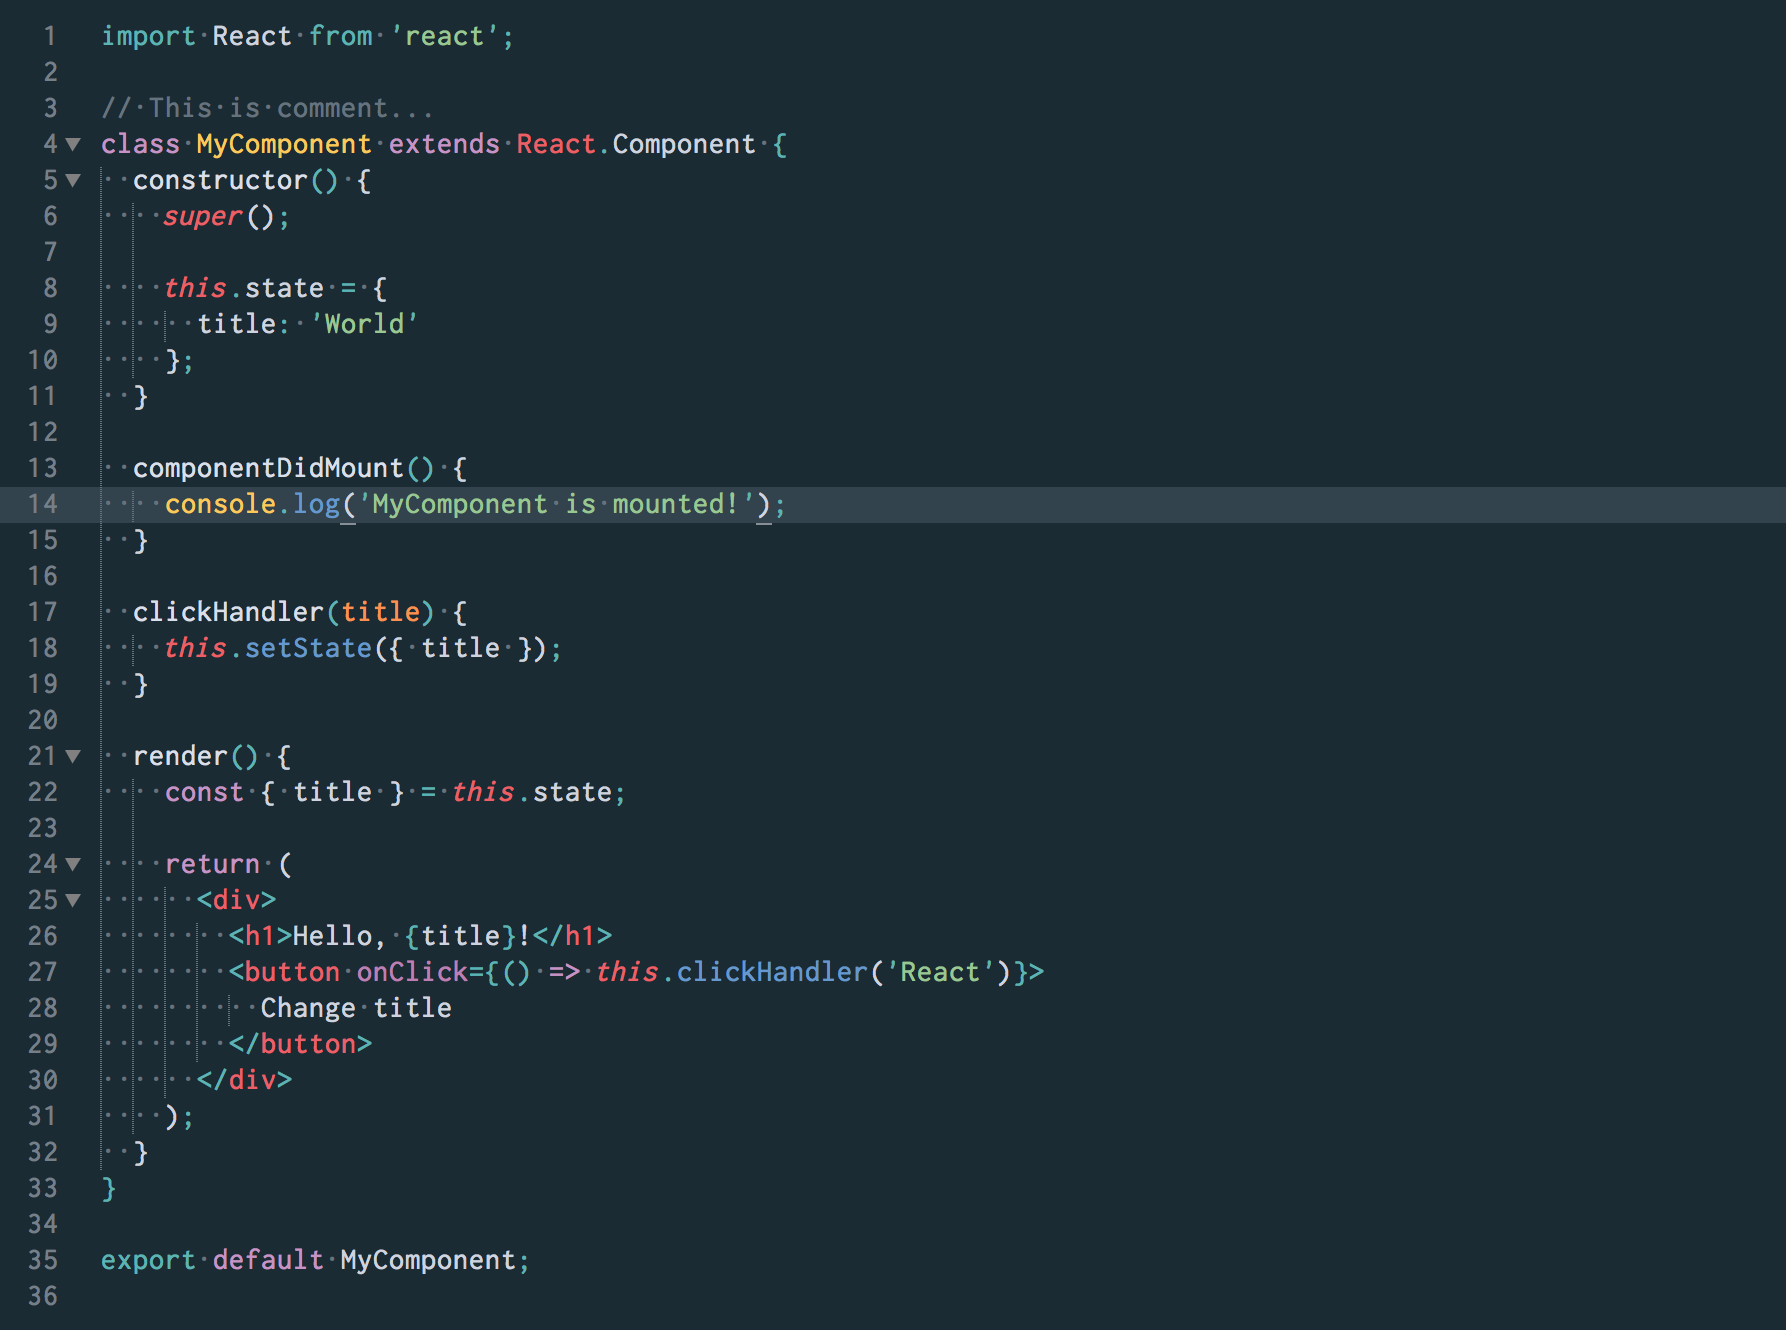 1 import React from 'react';
2
3 // This is comment...
4 class MyComponent extends React.Component {
5   constructor() {
6     super();
7
8     this.state = {
9       title: 'World'
10     };
11   }
12
13   componentDidMount() {
14     console.log('MyComponent is mounted!');
15   }
16
17   clickHandler(title) {
18     this.setState({ title });
19   }
20
21   render() {
22     const { title } = this.state;
23
24     return (
25       <div>
26         <h1>Hello, {title}!</h1>
27         <button onClick={() => this.clickHandler('React')}>
28           Change title
29         </button>
30       </div>
31     );
32   }
33 }
34
35 export default MyComponent;
36